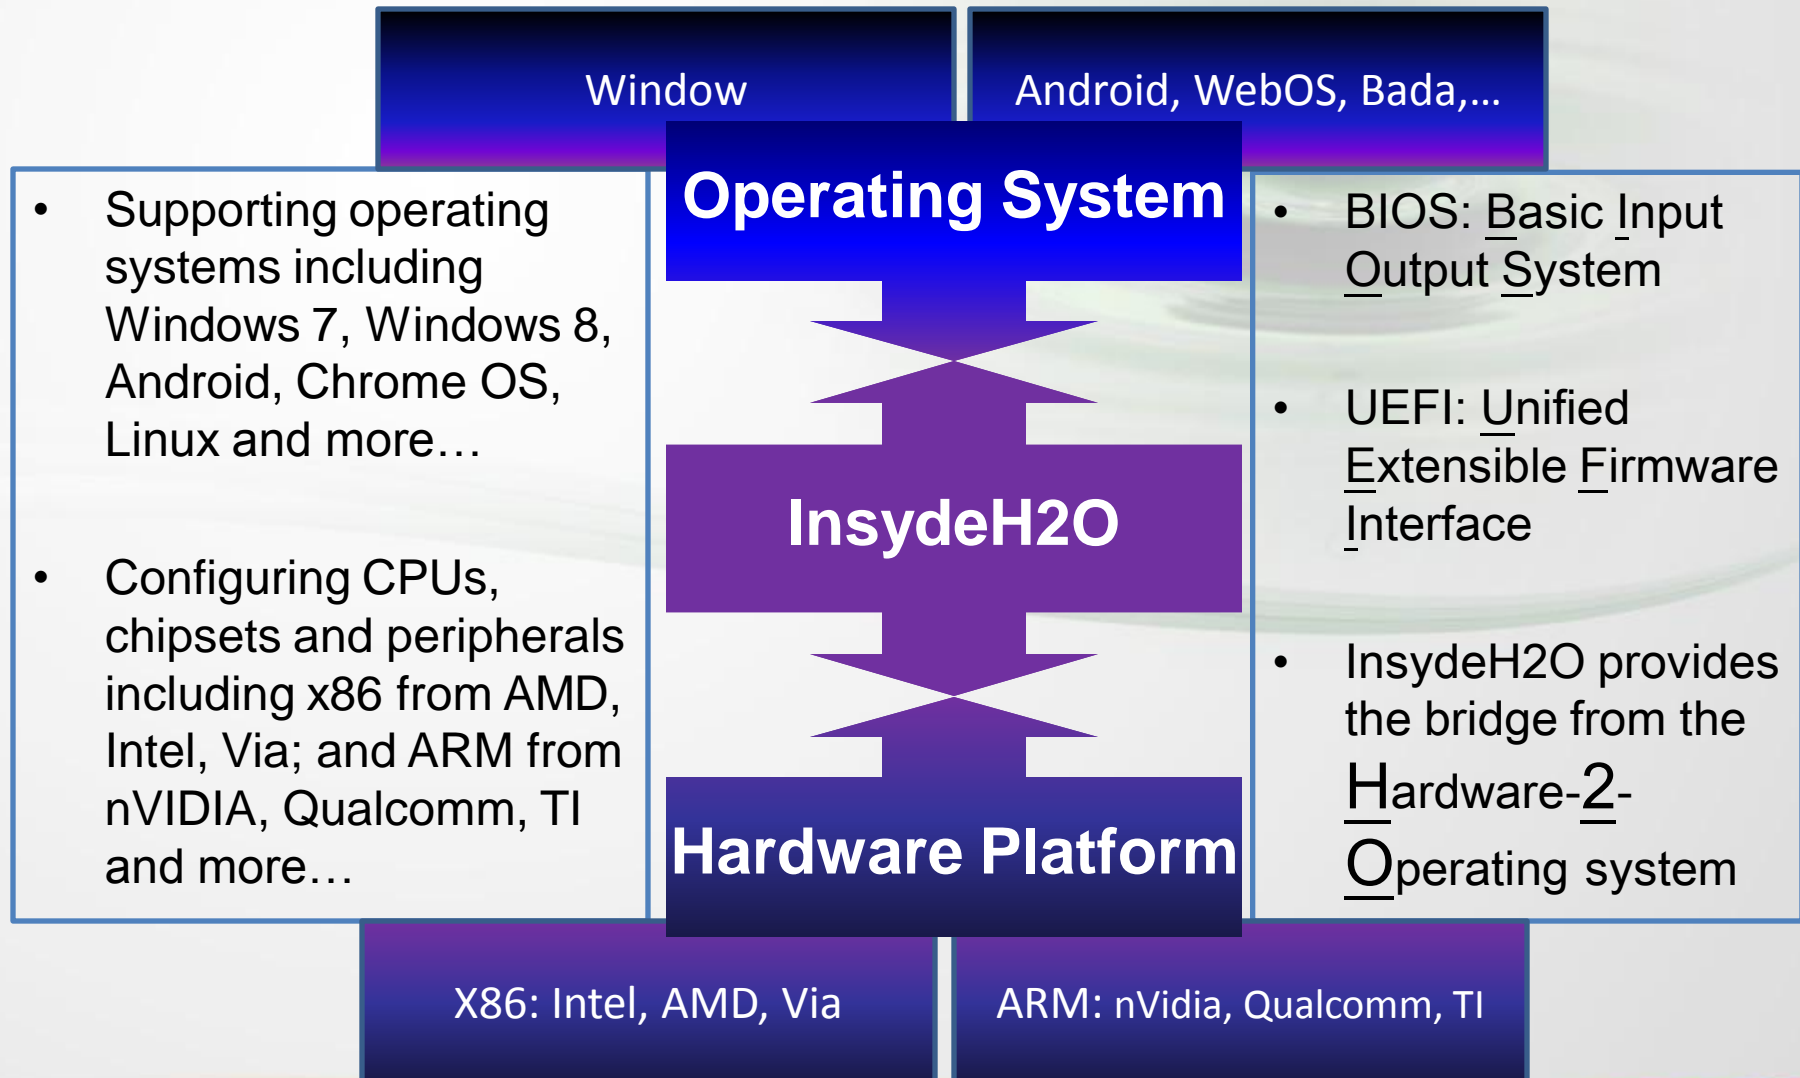 Window
Android, WebOS, Bada,...
Operating System
• Supporting operating
systems including
Windows 7, Windows 8,
Android, Chrome OS,
Linux and more…
• Configuring CPUs,
chipsets and peripherals
including x86 from AMD,
Intel, Via; and ARM from
nVIDIA, Qualcomm, TI
and more…
InsydeH2O
Hardware Platform
• BIOS: Basic Input
Output System
• UEFI: Unified
Extensible Firmware
Interface
• InsydeH2O provides
the bridge from the
Hardware-2-
Operating system
X86: Intel, AMD, Via
ARM: nVidia, Qualcomm, TI